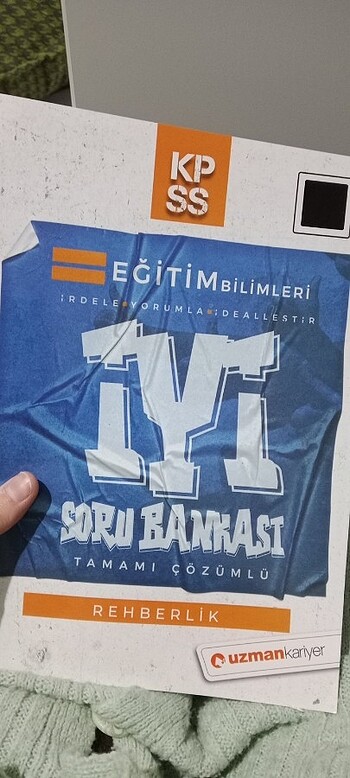 KP
SS
EĞİTİM BİLİMLERİ
İRDELE YORUMLA İDEALLEŞTİR
İYİ
SORU BANKASI
TAMAMI ÇÖZÜMLÜ
REHBERLİK
uzmankariyer